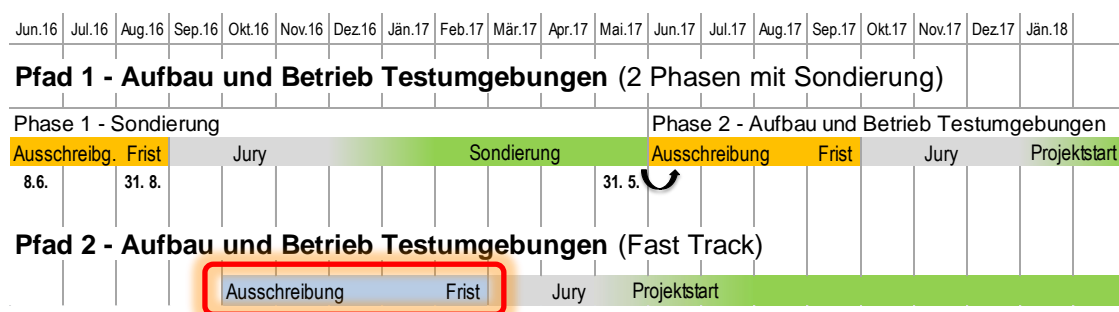 Jun.16 Jul.16 Aug.16 Sep.16 Okt.16 Nov.16 Dez.16 Jän.17 Feb.17 Mär.17 Apr.17 Mai.17 Jun.17 Jul.17 Aug.17 Sep.17 Okt.17 Nov.17 Dez.17 Jän.18
Pfad 1 - Aufbau und Betrieb Testumgebungen (2 Phasen mit Sondierung)
Phase 1 - Sondierung Phase 2 - Aufbau und Betrieb Testumgebungen
Ausschreibg. Frist Jury Sondierung Ausschreibung Frist Jury Projektstart
8.6. 31. 8. 31. 5.
Pfad 2 - Aufbau und Betrieb Testumgebungen (Fast Track)
Ausschreibung Frist Jury Projektstart